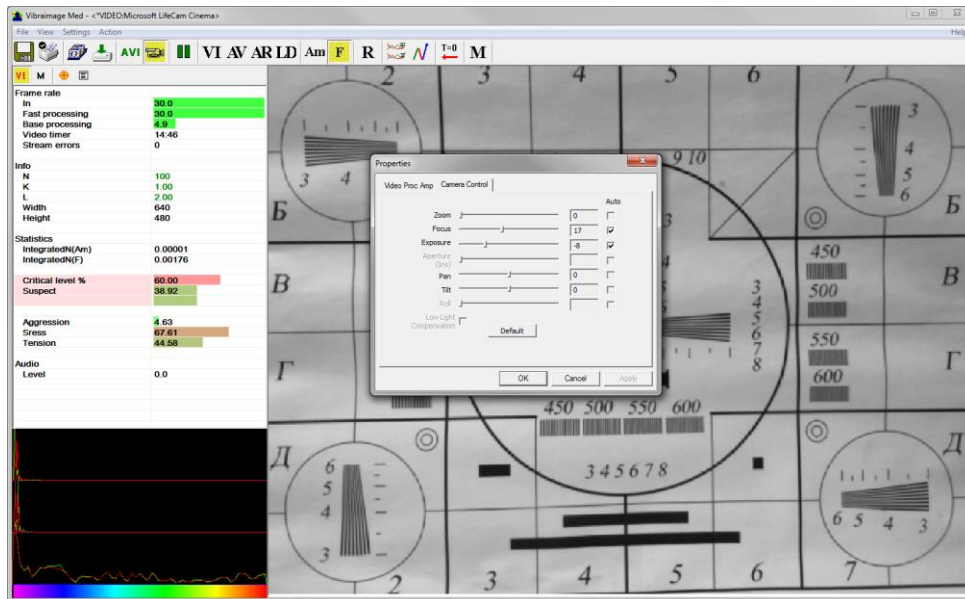 Vibraimage Med - <*VIDEO:Microsoft LifeCam Cinema>
File View Settings Action Help
AVI VI AV AR LD Am F R T=0 M
VI M
Frame rate
In 30.0
Fast processing 30.0
Base processing 4.9
Video timer 14:46
Stream errors 0
Info
N 100
K 1.00
L 2.00
Width 640
Height 480
Statistics
IntegratedN(Am) 0.00001
IntegratedN(F) 0.00176
Critical level % 60.00
Suspect 38.92
Aggression 4.63
Sress 67.61
Tension 44.58
Audio
Level 0.0
2 3 4 5 6 7
3 4
3
4
5
6
Б Б
9 10
Properties
Video Proc Amp Camera Control
Auto
Zoom 0
Focus 17
Exposure -8
Aperture
(Iris)
Pan 0
Tilt 0
Roll
Low Light
Compensation
Default
OK Cancel Apply
В В
3
4
5
6
7
8
450
500
550
600
Г Г
450 500 550 600
Д Д
3 4 5 6 7 8
6
5
4
3
6 5 4 3
2 3 4 5 6 7